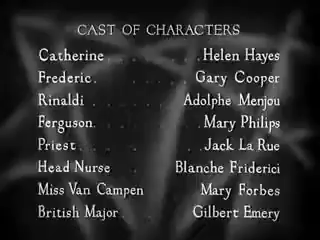 CAST OF CHARACTERS
Catherine . . . . . . . . Helen Hayes
Frederic . . . . . . . Gary Cooper
Rinaldi . . . . . . . Adolphe Menjou
Ferguson . . . . . . . Mary Philips
Priest . . . . . . . . Jack La Rue
Head Nurse . . . . Blanche Friderici
Miss Van Campen Mary Forbes
British Major . . . . Gilbert Emery